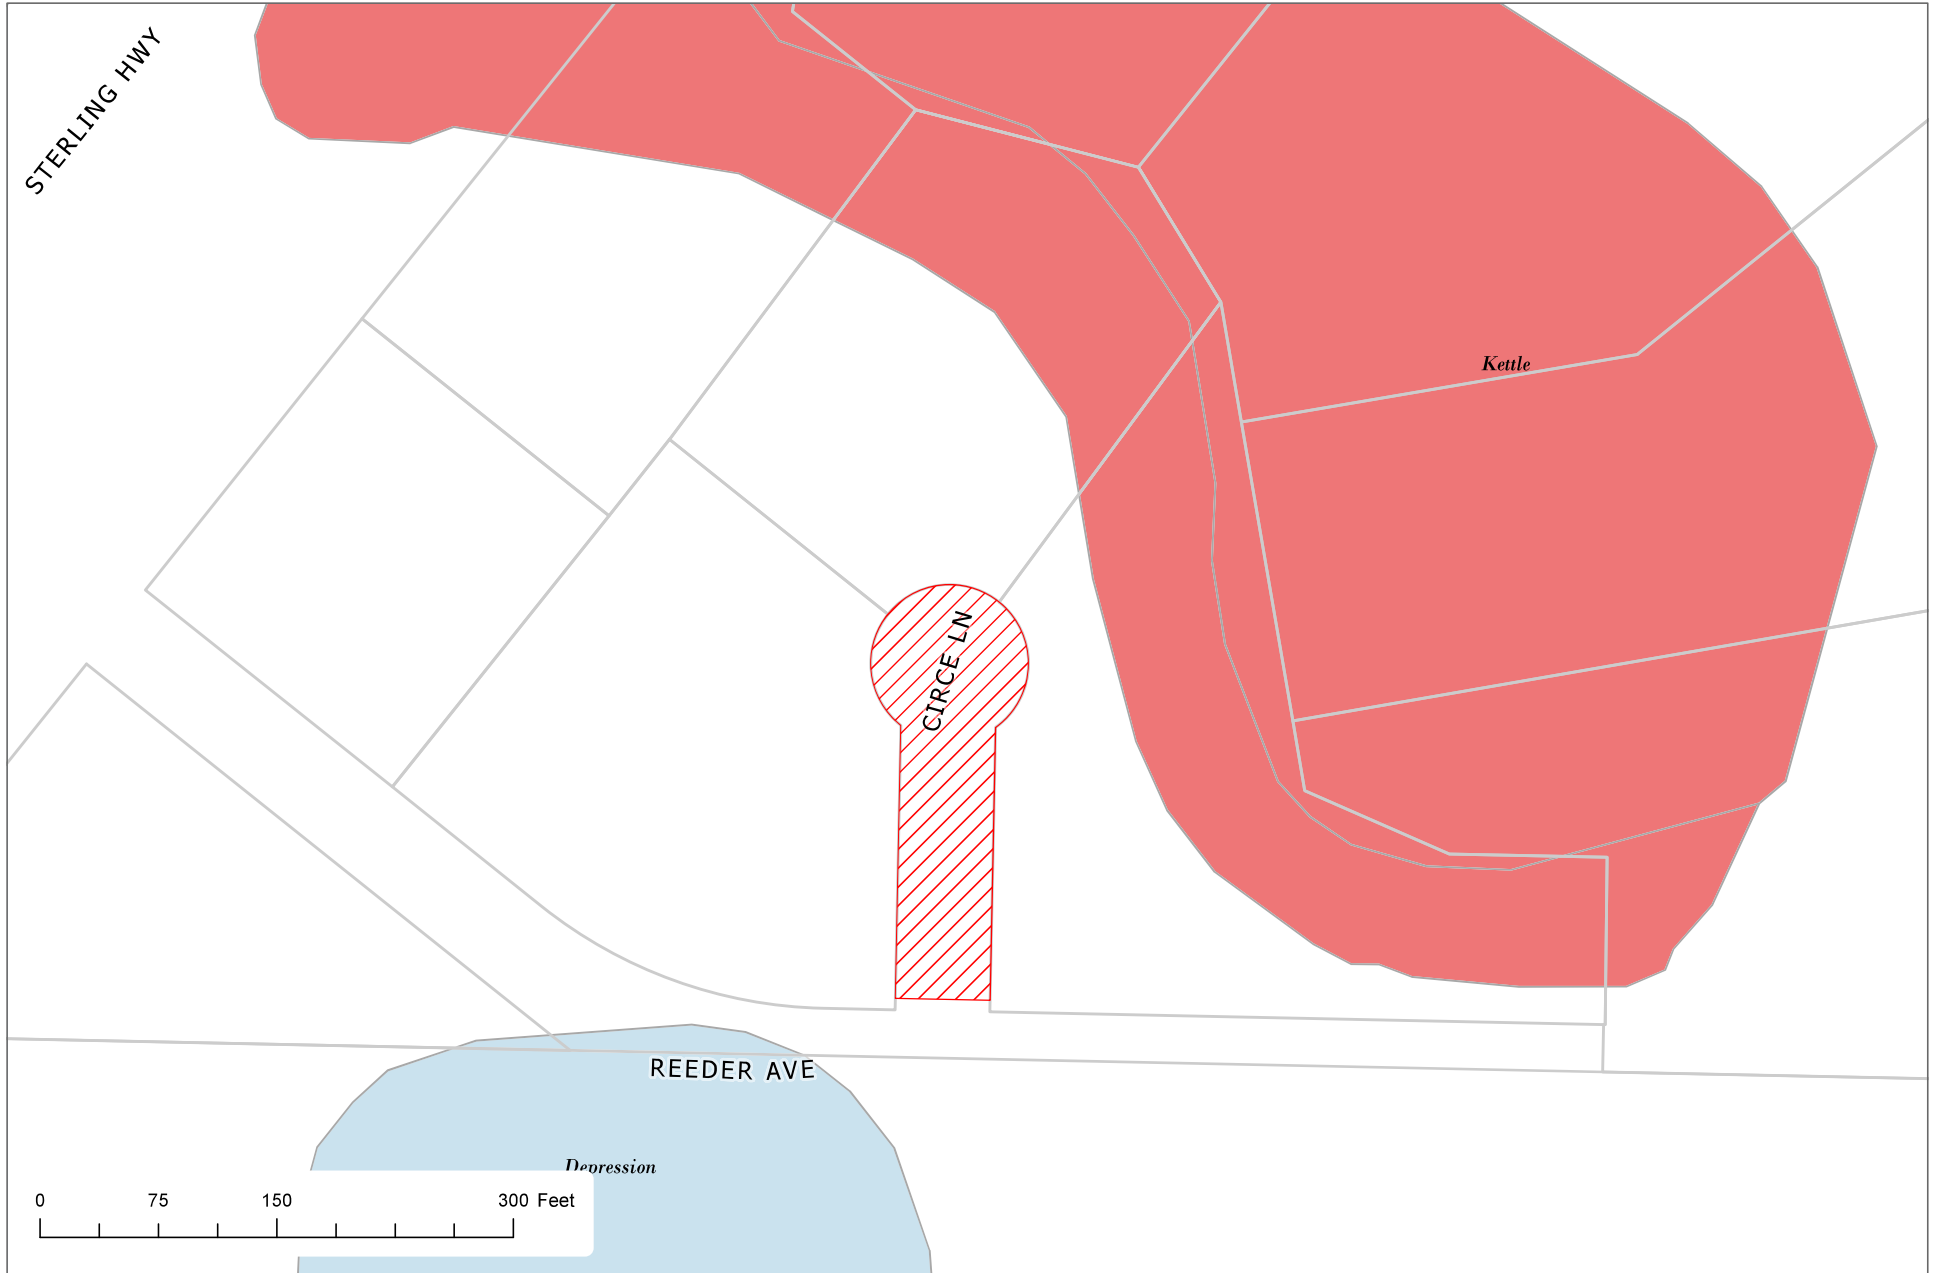 STERLING HWY
Kettle
CIRCE LN
REEDER AVE
Depression
0 75 150 300 Feet